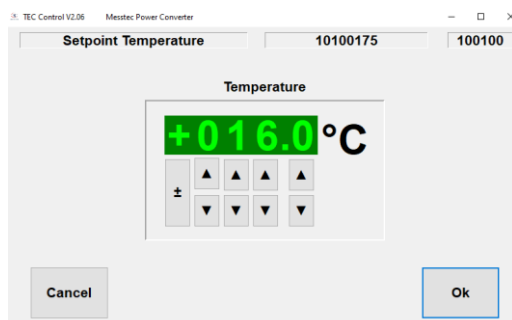 TEC Control V2.06 Messtec Power Converter
Setpoint Temperature 10100175 100100
Temperature
+016.0 °C
±
Cancel Ok